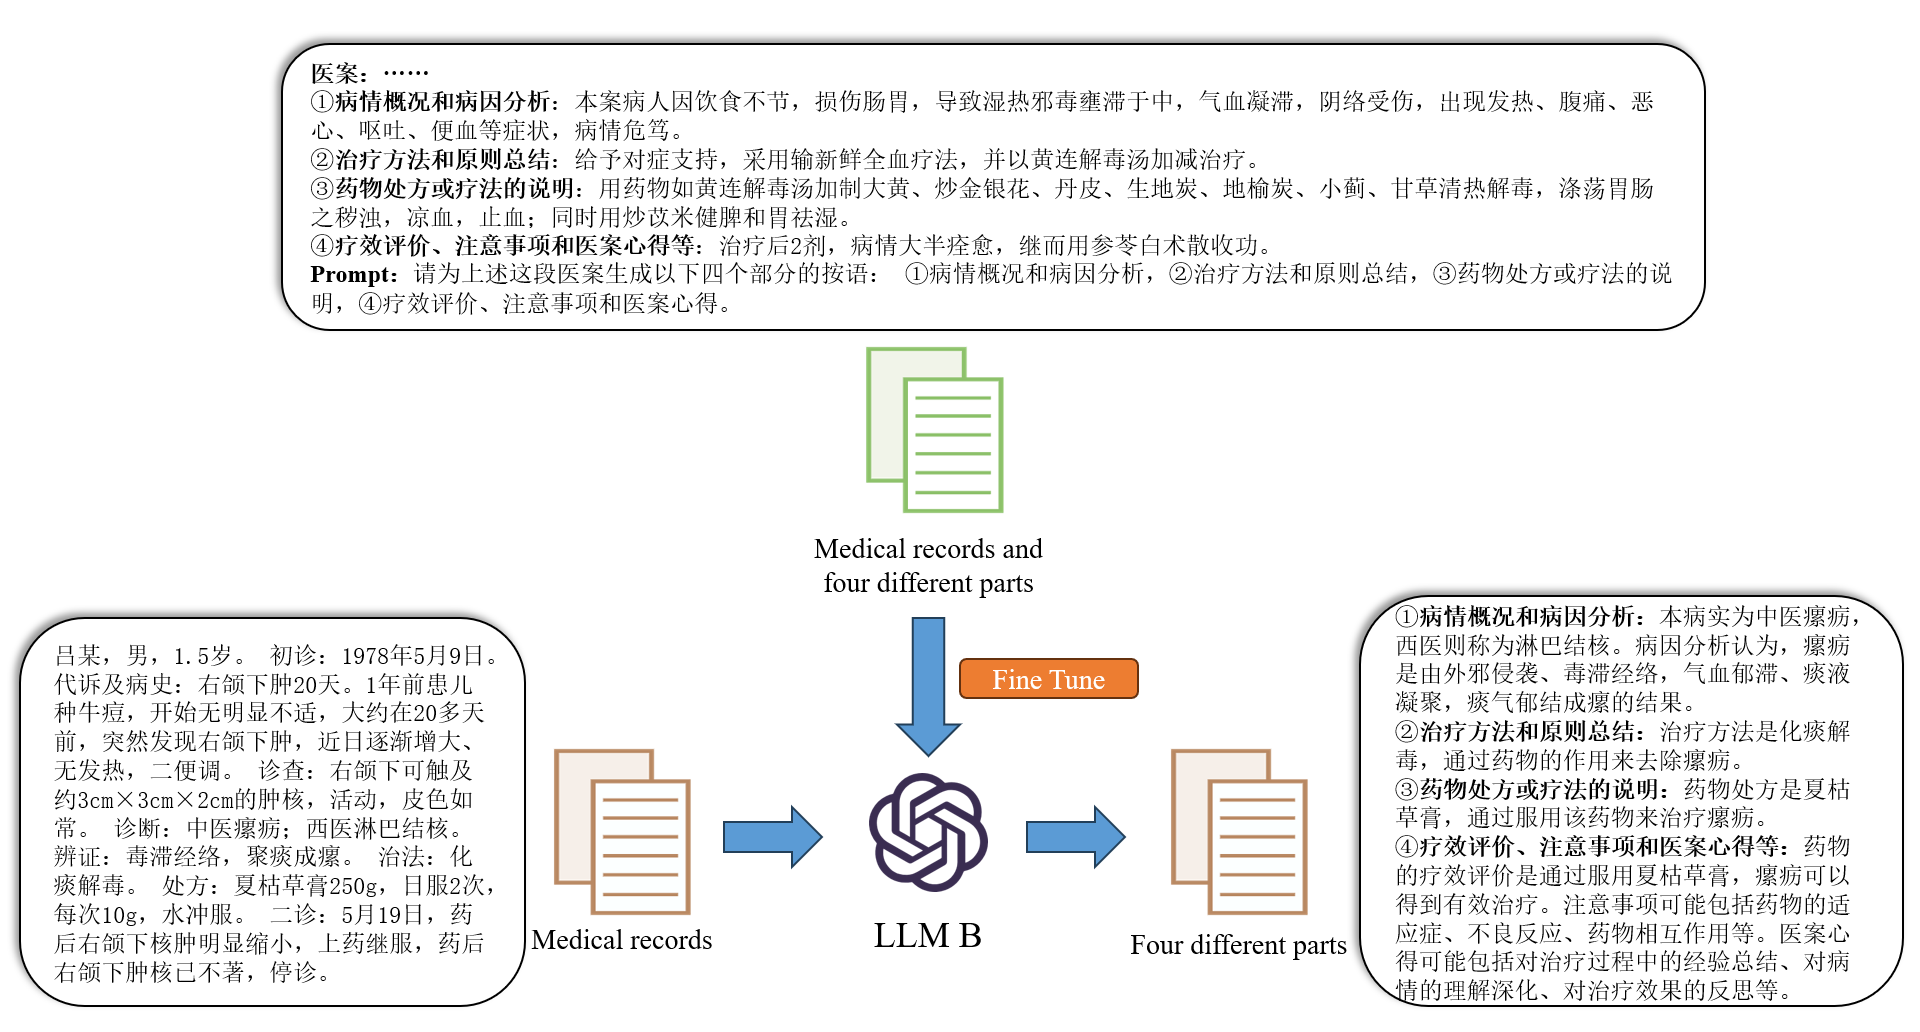 医案：……
①病情概况和病因分析：本案病人因饮食不节，损伤肠胃，导致湿热邪毒壅滞于中，气血凝滞，阴络受伤，出现发热、腹痛、恶
心、呕吐、便血等症状，病情危笃。
②治疗方法和原则总结：给予对症支持，采用输新鲜全血疗法，并以黄连解毒汤加减治疗。
③药物处方或疗法的说明：用药物如黄连解毒汤加制大黄、炒金银花、丹皮、生地炭、地榆炭、小蓟、甘草清热解毒，涤荡胃肠
之秽浊，凉血，止血；同时用炒苡米健脾和胃祛湿。
④疗效评价、注意事项和医案心得等：治疗后2剂，病情大半痊愈，继而用参苓白术散收功。
Prompt：请为上述这段医案生成以下四个部分的按语： ①病情概况和病因分析，②治疗方法和原则总结，③药物处方或疗法的说
明，④疗效评价、注意事项和医案心得。
Medical records and
four different parts
Fine Tune
吕某，男，1.5岁。 初诊：1978年5月9日。
代诉及病史：右颌下肿20天。1年前患儿
种牛痘，开始无明显不适，大约在20多天
前，突然发现右颌下肿，近日逐渐增大、
无发热，二便调。 诊查：右颌下可触及
约3cm×3cm×2cm的肿核，活动，皮色如
常。 诊断：中医瘰疬；西医淋巴结核。
辨证：毒滞经络，聚痰成瘰。 治法：化
痰解毒。 处方：夏枯草膏250g，日服2次，
每次10g，水冲服。 二诊：5月19日，药
后右颌下核肿明显缩小，上药继服，药后
右颌下肿核已不著，停诊。
Medical records
LLM B
Four different parts
①病情概况和病因分析：本病实为中医瘰疬，
西医则称为淋巴结核。病因分析认为，瘰疬
是由外邪侵袭、毒滞经络，气血郁滞、痰液
凝聚，痰气郁结成瘰的结果。
②治疗方法和原则总结：治疗方法是化痰解
毒，通过药物的作用来去除瘰疬。
③药物处方或疗法的说明：药物处方是夏枯
草膏，通过服用该药物来治疗瘰疬。
④疗效评价、注意事项和医案心得等：药物
的疗效评价是通过服用夏枯草膏，瘰疬可以
得到有效治疗。注意事项可能包括药物的适
应症、不良反应、药物相互作用等。医案心
得可能包括对治疗过程中的经验总结、对病
情的理解深化、对治疗效果的反思等。